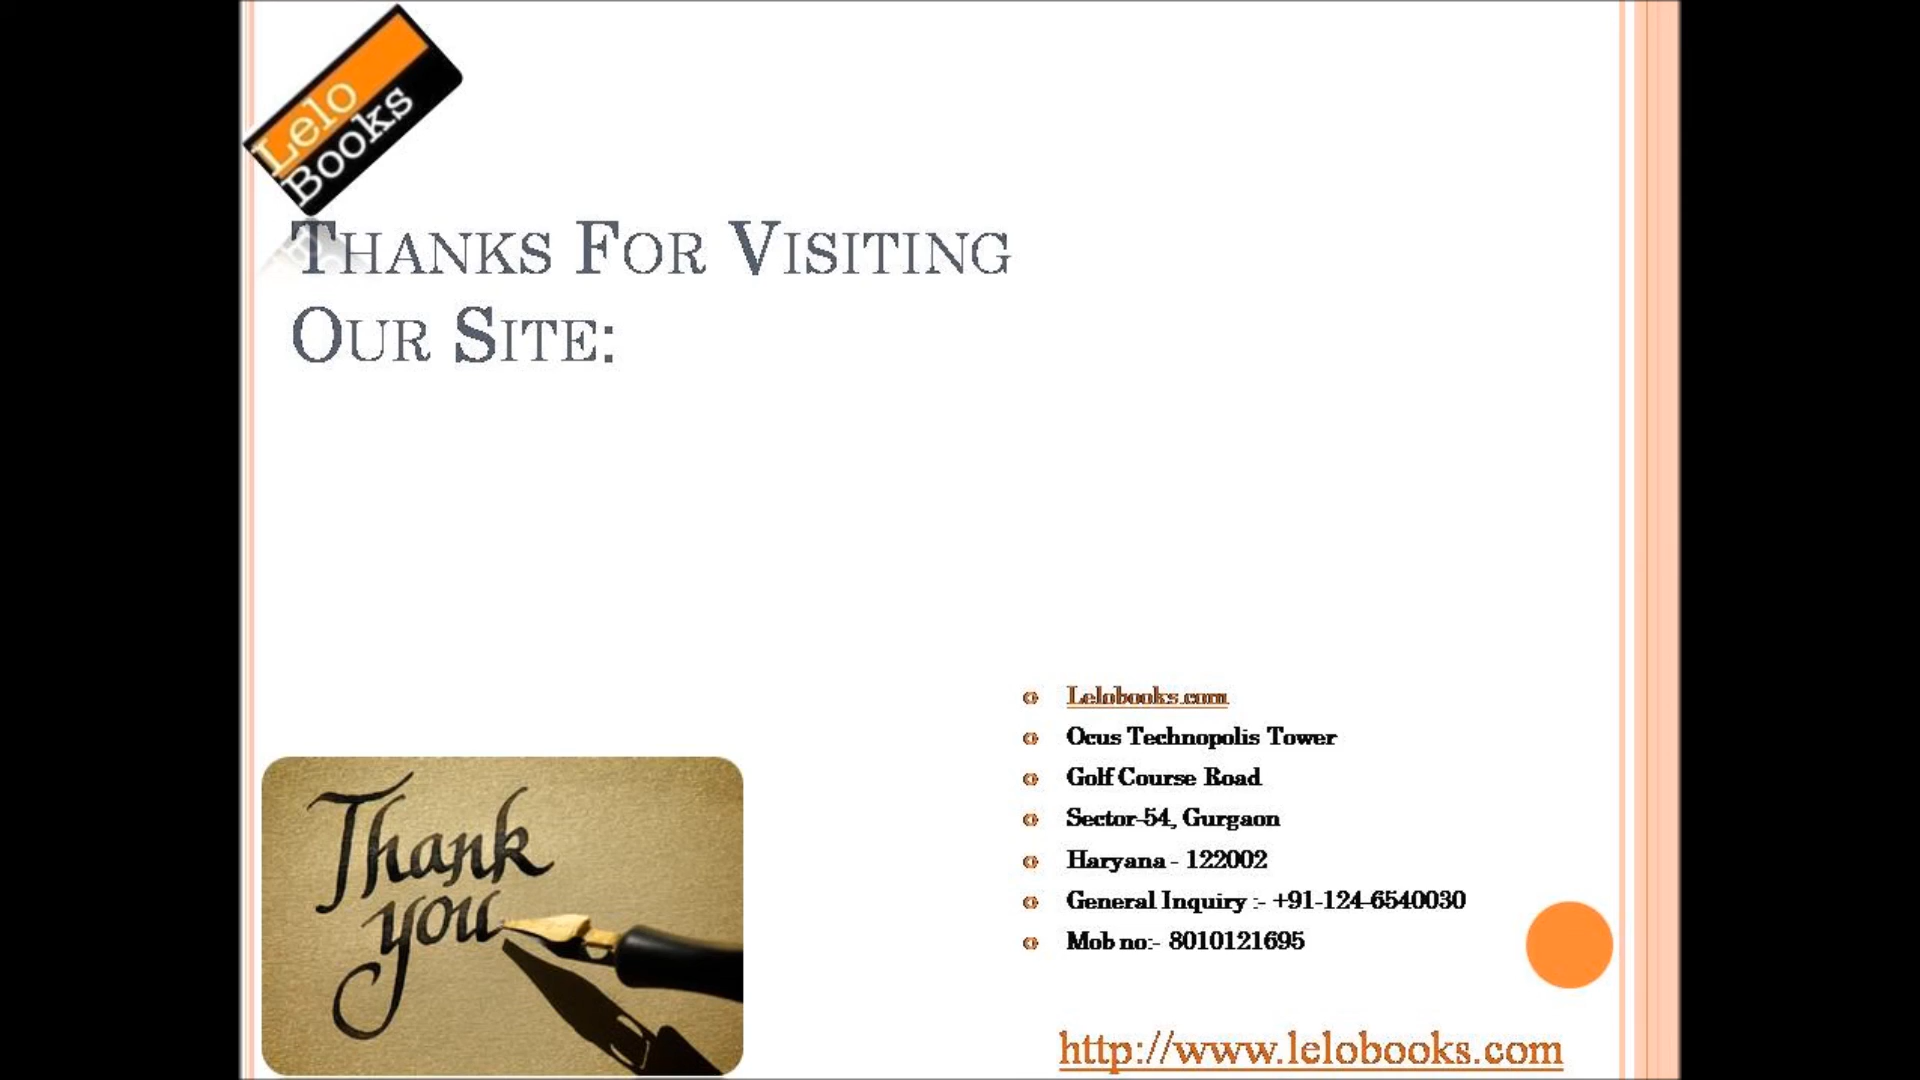 Lelo
Books
THANKS FOR VISITING
OUR SITE:
Lelobooks.com
Ocus Technopolis Tower
Golf Course Road
Sector-54, Gurgaon
Haryana - 122002
General Inquiry :- +91-124-6540030
Mob no:- 8010121695
Thank
you
http://www.lelobooks.com